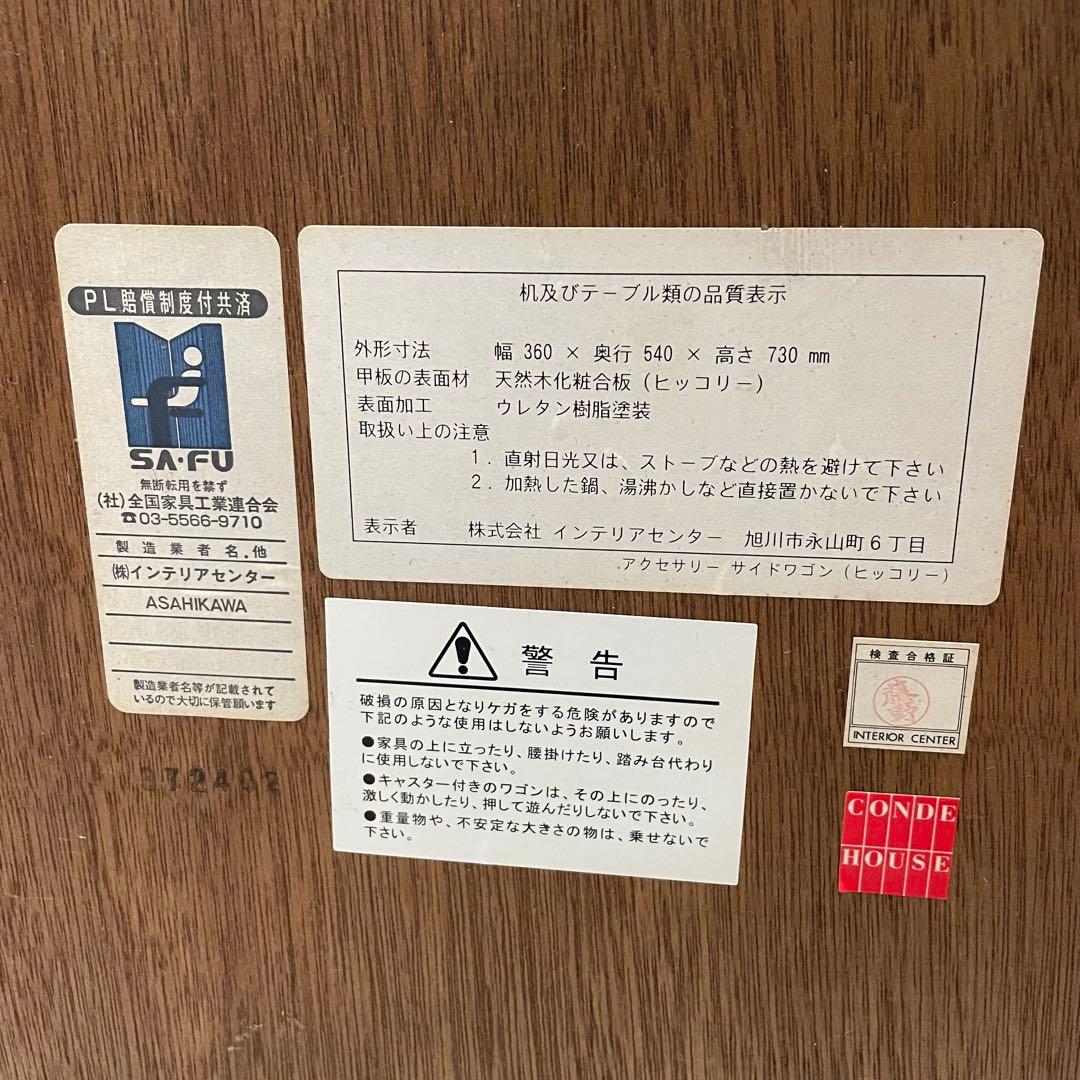 PL賠償制度付共済
SA・FU
無断転用を禁ず
(社)全国家具工業連合会
☎03-5566-9710
製造業者名.他
㈱インテリアセンター
ASAHIKAWA
製造業者名等が記載されて
いるので大切に保管願います
机及びテーブル類の品質表示
外形寸法 幅 360 × 奥行 540 × 高さ 730 mm
甲板の表面材 天然木化粧合板 (ヒッコリー)
表面加工 ウレタン樹脂塗装
取扱い上の注意
1. 直射日光又は、ストーブなどの熱を避けて下さい
2. 加熱した鍋、湯沸かしなど直接置かないで下さい
表示者 株式会社 インテリアセンター 旭川市永山町6丁目
アクセサリー サイドワゴン (ヒッコリー)
警告
破損の原因となりケガをする危険がありますので
下記のような使用はしないようお願いします。
●家具の上に立ったり、腰掛けたり、踏み台代わり
に使用しないで下さい。
●キャスター付きのワゴンは、その上にのったり、
激しく動かしたり、押して遊んだりしないで下さい。
●重量物や、不安定な大きさの物は、乗せないで
下さい。
検査合格証
INTERIOR CENTER
CONDE
HOUSE